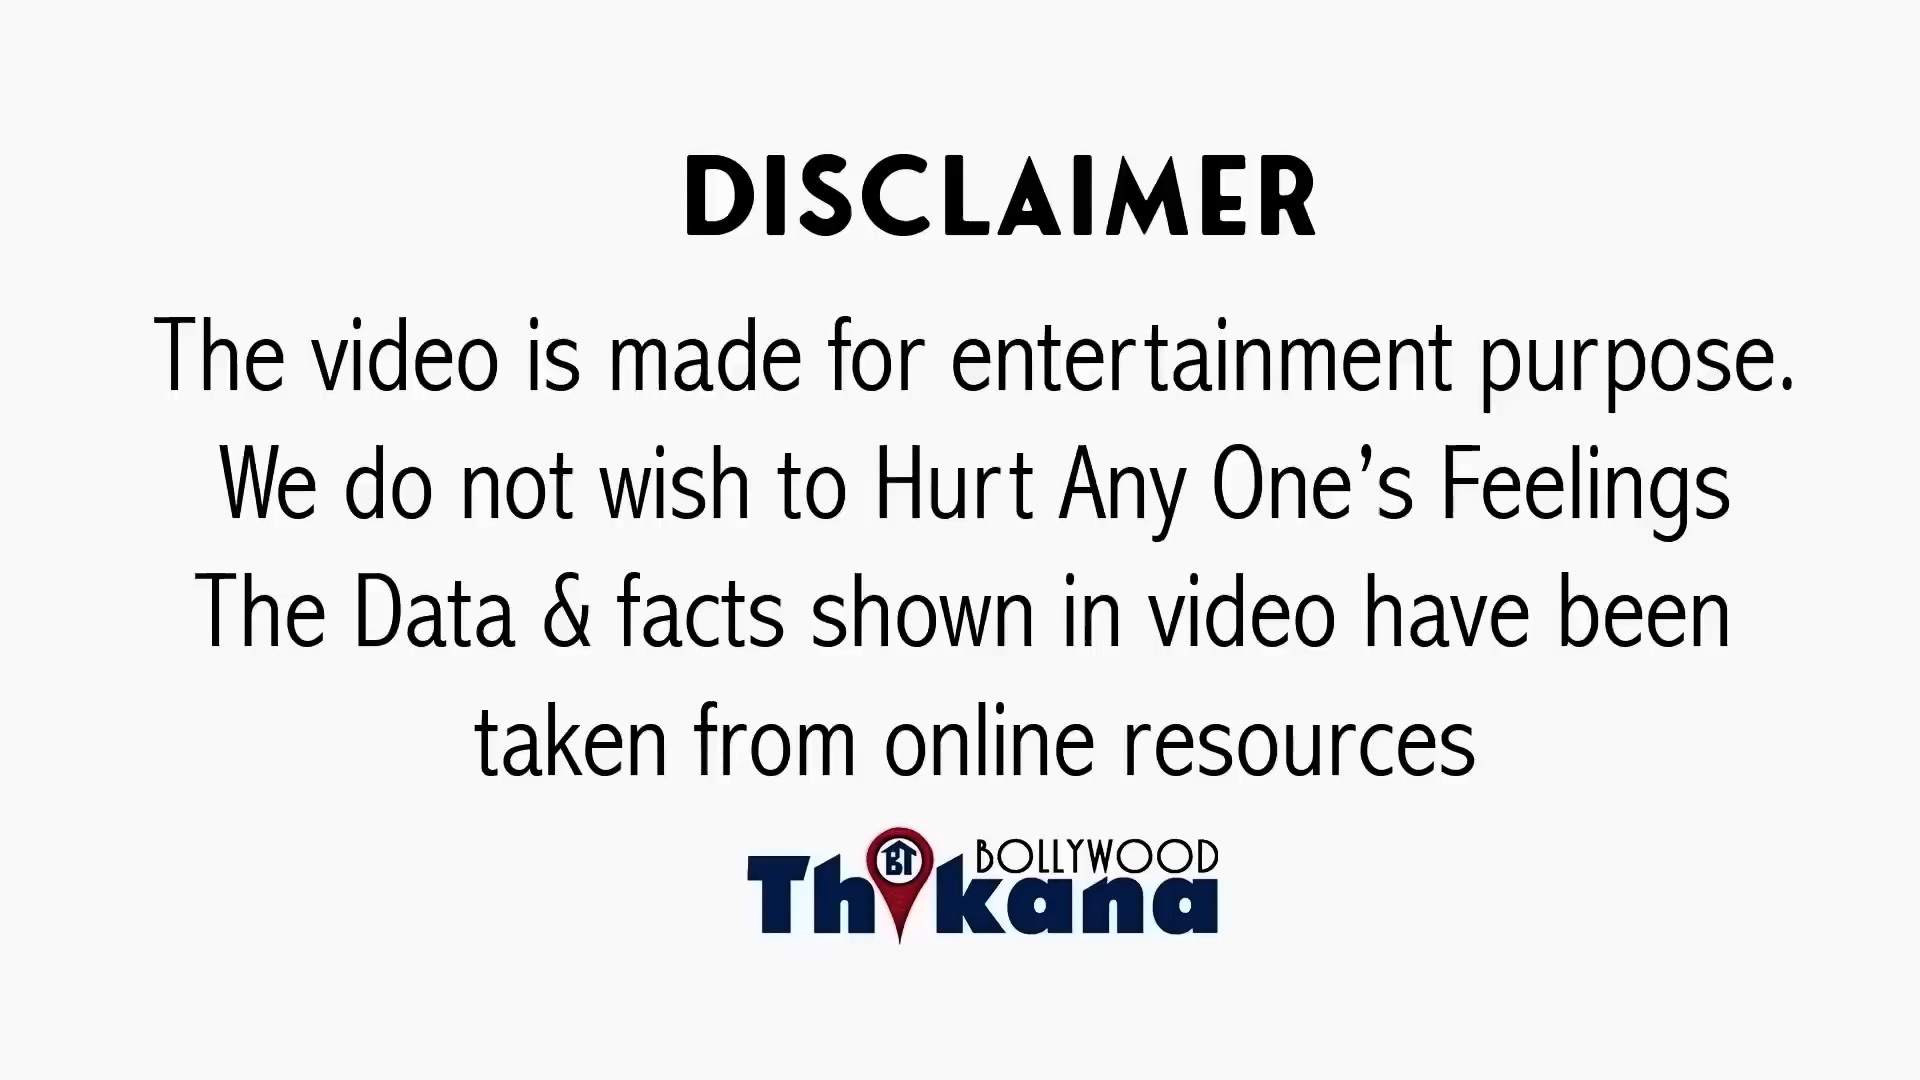 DISCLAIMER
The video is made for entertainment purpose.
We do not wish to Hurt Any One’s Feelings
The Data & facts shown in video have been
taken from online resources
BOLLYWOOD
BT
Thikana